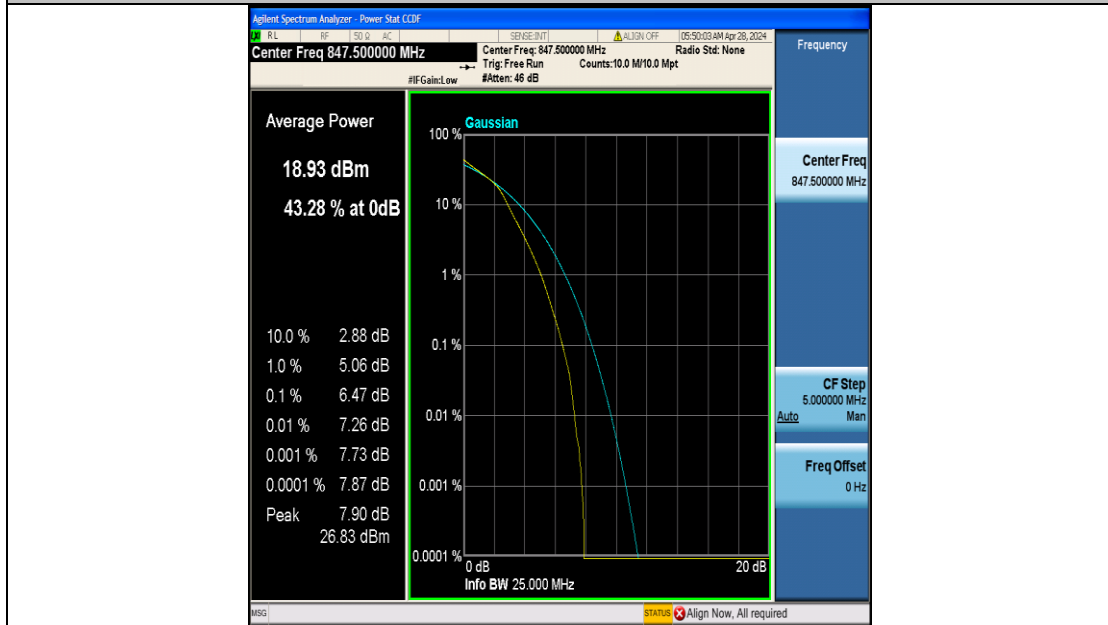 Agilent Spectrum Analyzer - Power Stat CCDF
RL RF 50 Ω AC SENSE:INT ALIGN OFF 05:50:03 AM Apr 28, 2024
Center Freq 847.500000 MHz
Center Freq: 847.500000 MHz Radio Std: None
Trig: Free Run Counts:10.0 M/10.0 Mpt
#IFGain:Low #Atten: 46 dB
Frequency
Average Power
18.93 dBm
43.28 % at 0dB
10.0 % 2.88 dB
1.0 % 5.06 dB
0.1 % 6.47 dB
0.01 % 7.26 dB
0.001 % 7.73 dB
0.0001 % 7.87 dB
Peak 7.90 dB
26.83 dBm
Gaussian
100 %
10 %
1 %
0.1 %
0.01 %
0.001 %
0.0001 %
0 dB 20 dB
Info BW 25.000 MHz
Center Freq
847.500000 MHz
CF Step
5.000000 MHz
Auto Man
Freq Offset
0 Hz
MSG STATUS Align Now, All required